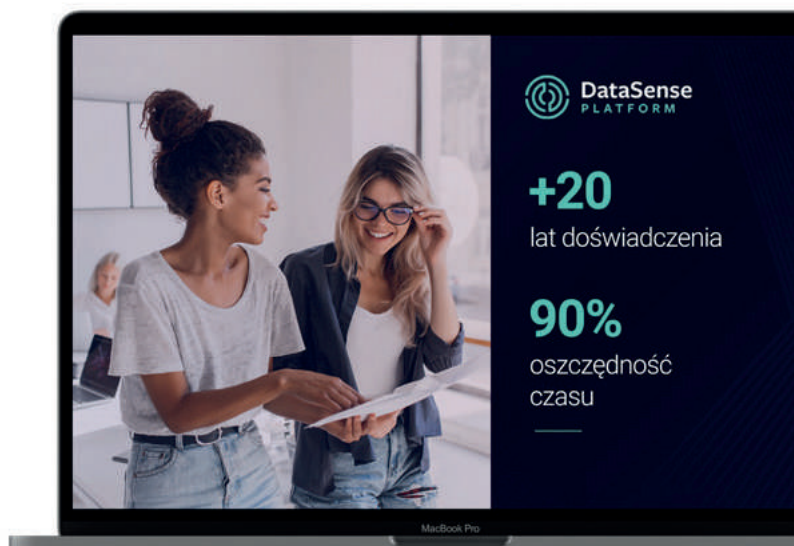 DataSense
PLATFORM
+20
lat doświadczenia
90%
oszczędność
czasu
MacBook Pro